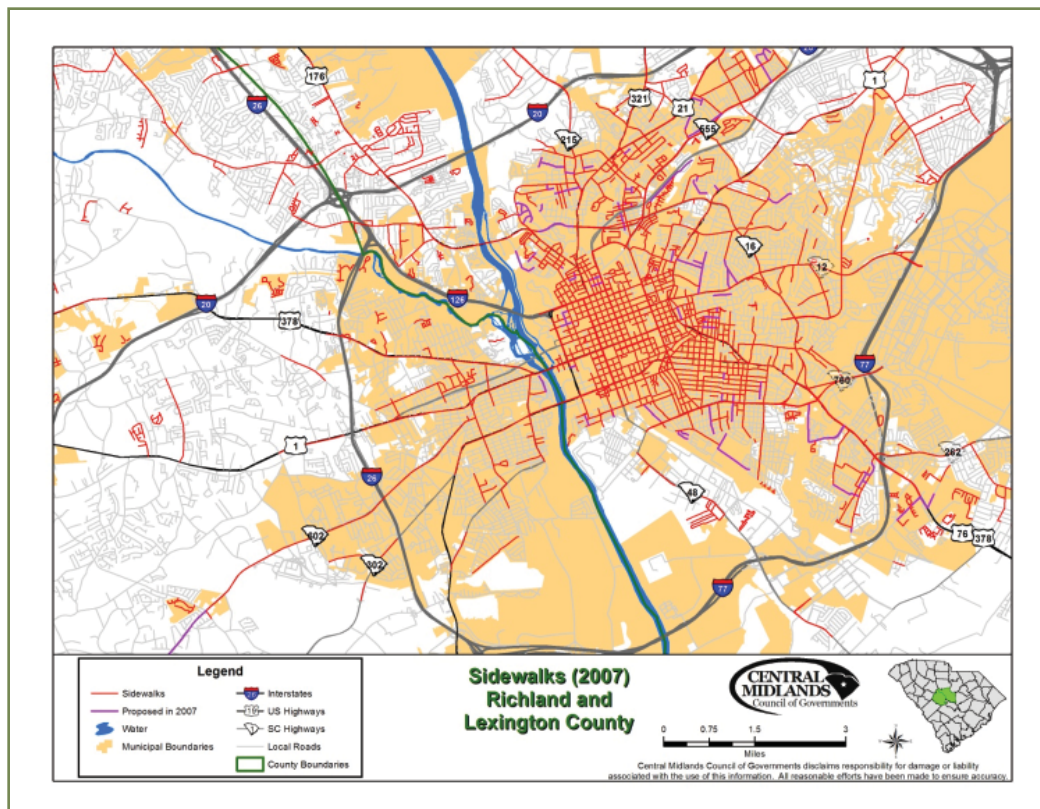 26
176
20
321
21
1
20
215
555
16
12
126
20
378
77
760
1
26
262
48
602
302
76
378
77
Legend
Sidewalks
Proposed in 2007
Water
Municipal Boundaries
Interstates
US Highways
SC Highways
Local Roads
County Boundaries
Sidewalks (2007)
Richland and
Lexington County
CENTRAL
MIDLANDS
Council of Governments
0 0.75 1.5 3
Miles
Central Midlands Council of Governments disclaims responsibility for damage or liability
associated with the use of this information. All reasonable efforts have been made to ensure accuracy.